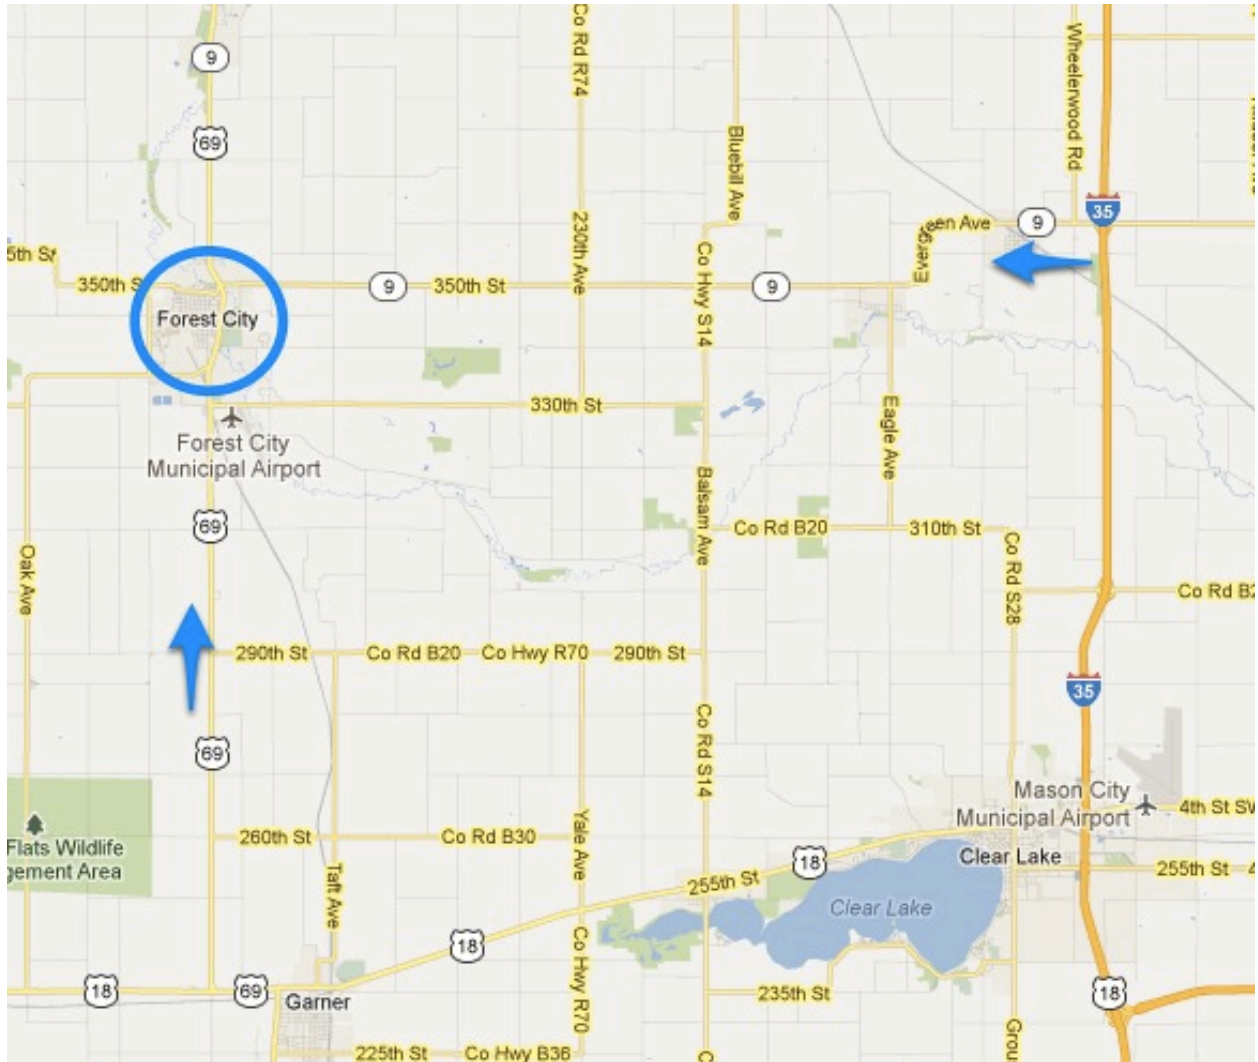 9
Co Rd R74
Wheelerwood Rd
69
Bluebill Ave
35
een Ave
9
Everg
5th St
230th Ave
Co Hwy S14
350th St
9
350th St
9
Forest City
330th St
Eagle Ave
Forest City
Municipal Airport
Balsam Ave
69
Co Rd B20
310th St
Oak Ave
Co Rd S28
Co Rd B2
290th St
Co Rd B20
Co Hwy R70
290th St
35
69
Co Rd S14
Mason City
Municipal Airport
4th St SW
Flats Wildlife
gement Area
260th St
Co Rd B30
Yale Ave
18
Clear Lake
255th St
4
Taft Ave
255th St
Clear Lake
18
Co Hwy R70
18
69
Garner
235th St
18
225th St
Co Hwy B36
C
Grou